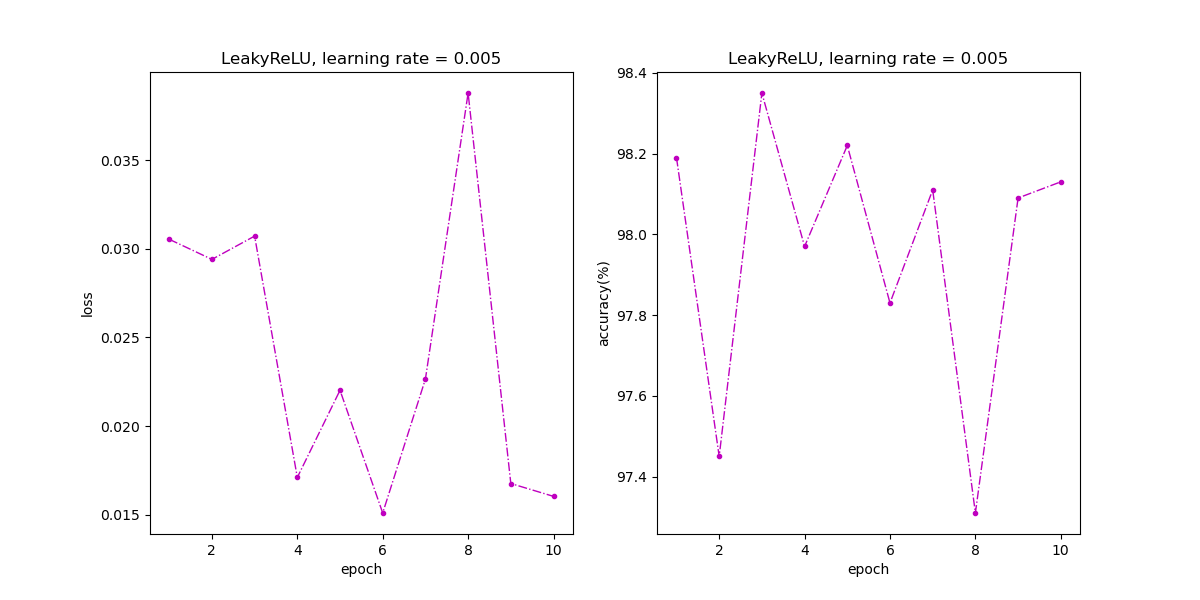 LeakyReLU, learning rate = 0.005
0.035
0.030
0.025
0.020
0.015
loss
2 4 6 8 10
epoch
LeakyReLU, learning rate = 0.005
98.4
98.2
98.0
97.8
97.6
97.4
accuracy(%)
2 4 6 8 10
epoch